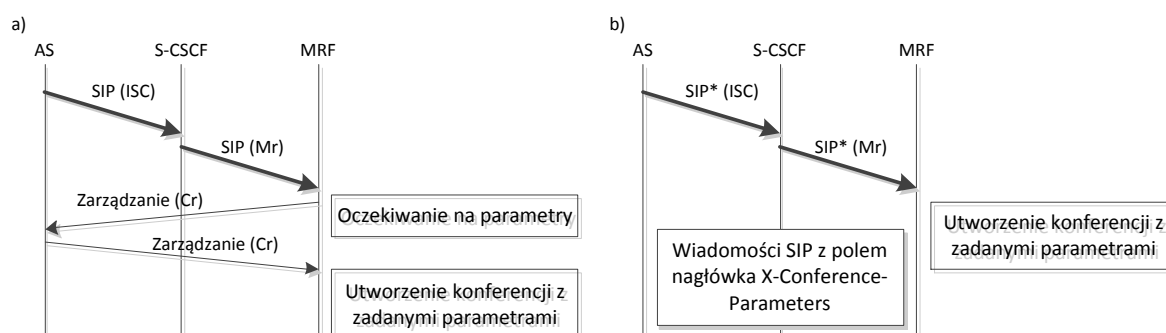 a)
AS
S-CSCF
MRF
SIP (ISC)
SIP (Mr)
Zarządzanie (Cr)
Oczekiwanie na parametry
Zarządzanie (Cr)
Utworzenie konferencji z
zadanymi parametrami
b)
AS
S-CSCF
MRF
SIP* (ISC)
SIP* (Mr)
Utworzenie konferencji z
zadanymi parametrami
Wiadomości SIP z polem
nagłówka X-Conference-
Parameters